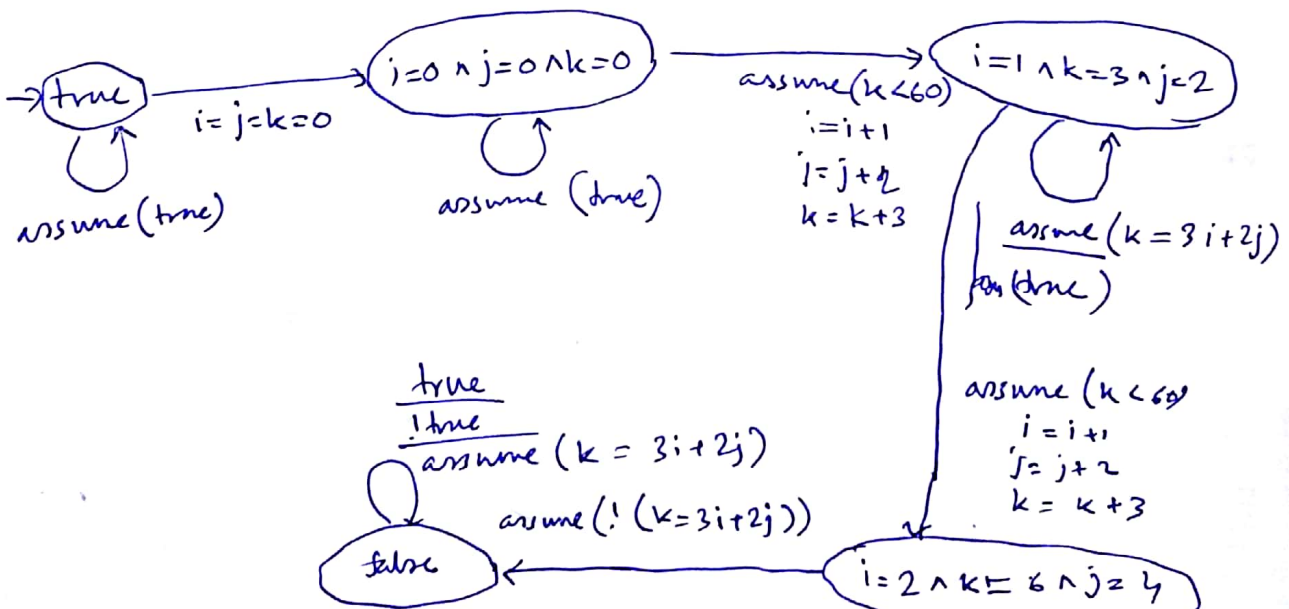 true
i=j=k=0
i=0 ∧ j=0 ∧ k=0
assume(k<60)
i=i+1
j=j+2
k=k+3
i=1 ∧ k=3 ∧ j=2
assume(true)
assume (true)
assume(k=3i+2j)
(true)
assume (k<60)
i=i+1
j=j+2
k=k+3
true
!true
assume (k = 3i+2j)
assume(!(k=3i+2j))
false
i=2 ∧ k=6 ∧ j=4